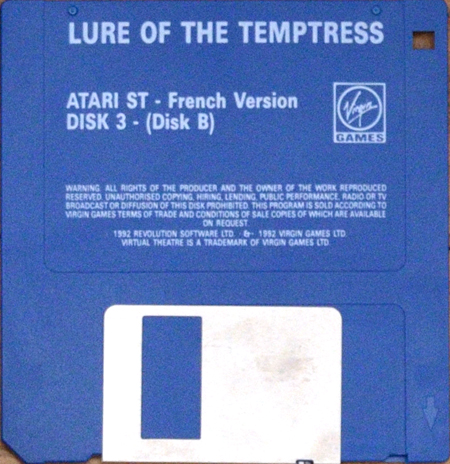 LURE OF THE TEMPTRESS
ATARI ST - French Version
DISK 3 - (Disk B)
Virgin
GAMES
WARNING. ALL RIGHTS OF THE PRODUCER AND THE OWNER OF THE WORK REPRODUCED
RESERVED. UNAUTHORISED COPYING, HIRING, LENDING, PUBLIC PERFORMANCE, RADIO OR TV
BROADCAST OR DIFFUSION OF THIS DISK PROHIBITED. THIS PROGRAM IS SOLD ACCORDING TO
VIRGIN GAMES TERMS OF TRADE AND CONDITIONS OF SALE COPIES OF WHICH ARE AVAILABLE
ON REQUEST.
1992 REVOLUTION SOFTWARE LTD. -&- 1992 VIRGIN GAMES LTD.
VIRTUAL THEATRE IS A TRADEMARK OF VIRGIN GAMES LTD.